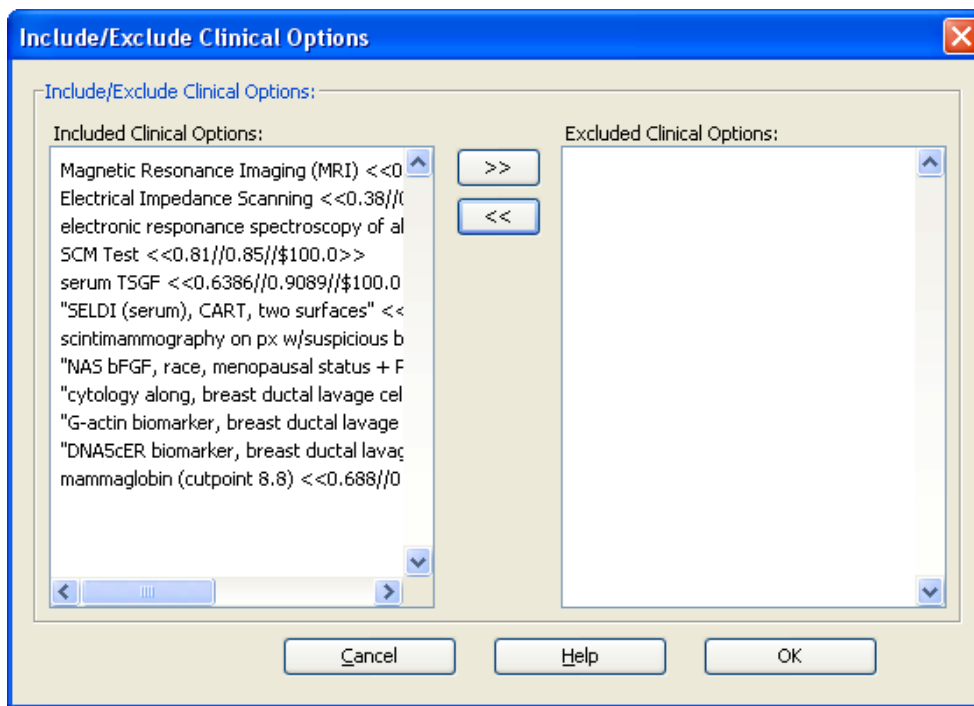 Include/Exclude Clinical Options
Include/Exclude Clinical Options:
Included Clinical Options:
Magnetic Resonance Imaging (MRI) <<0
Electrical Impedance Scanning <<0.38//0
electronic responance spectroscopy of al
SCM Test <<0.81//0.85//$100.0>>
serum TSGF <<0.6386//0.9089//$100.0
"SELDI (serum), CART, two surfaces" <<
scintimammography on px w/suspicious b
"NAS bFGF, race, menopausal status + F
"cytology along, breast ductal lavage cel
"G-actin biomarker, breast ductal lavage
"DNA5cER biomarker, breast ductal lavag
mammaglobin (cutpoint 8.8) <<0.688//0
>>
<<
Excluded Clinical Options:
Cancel
Help
OK